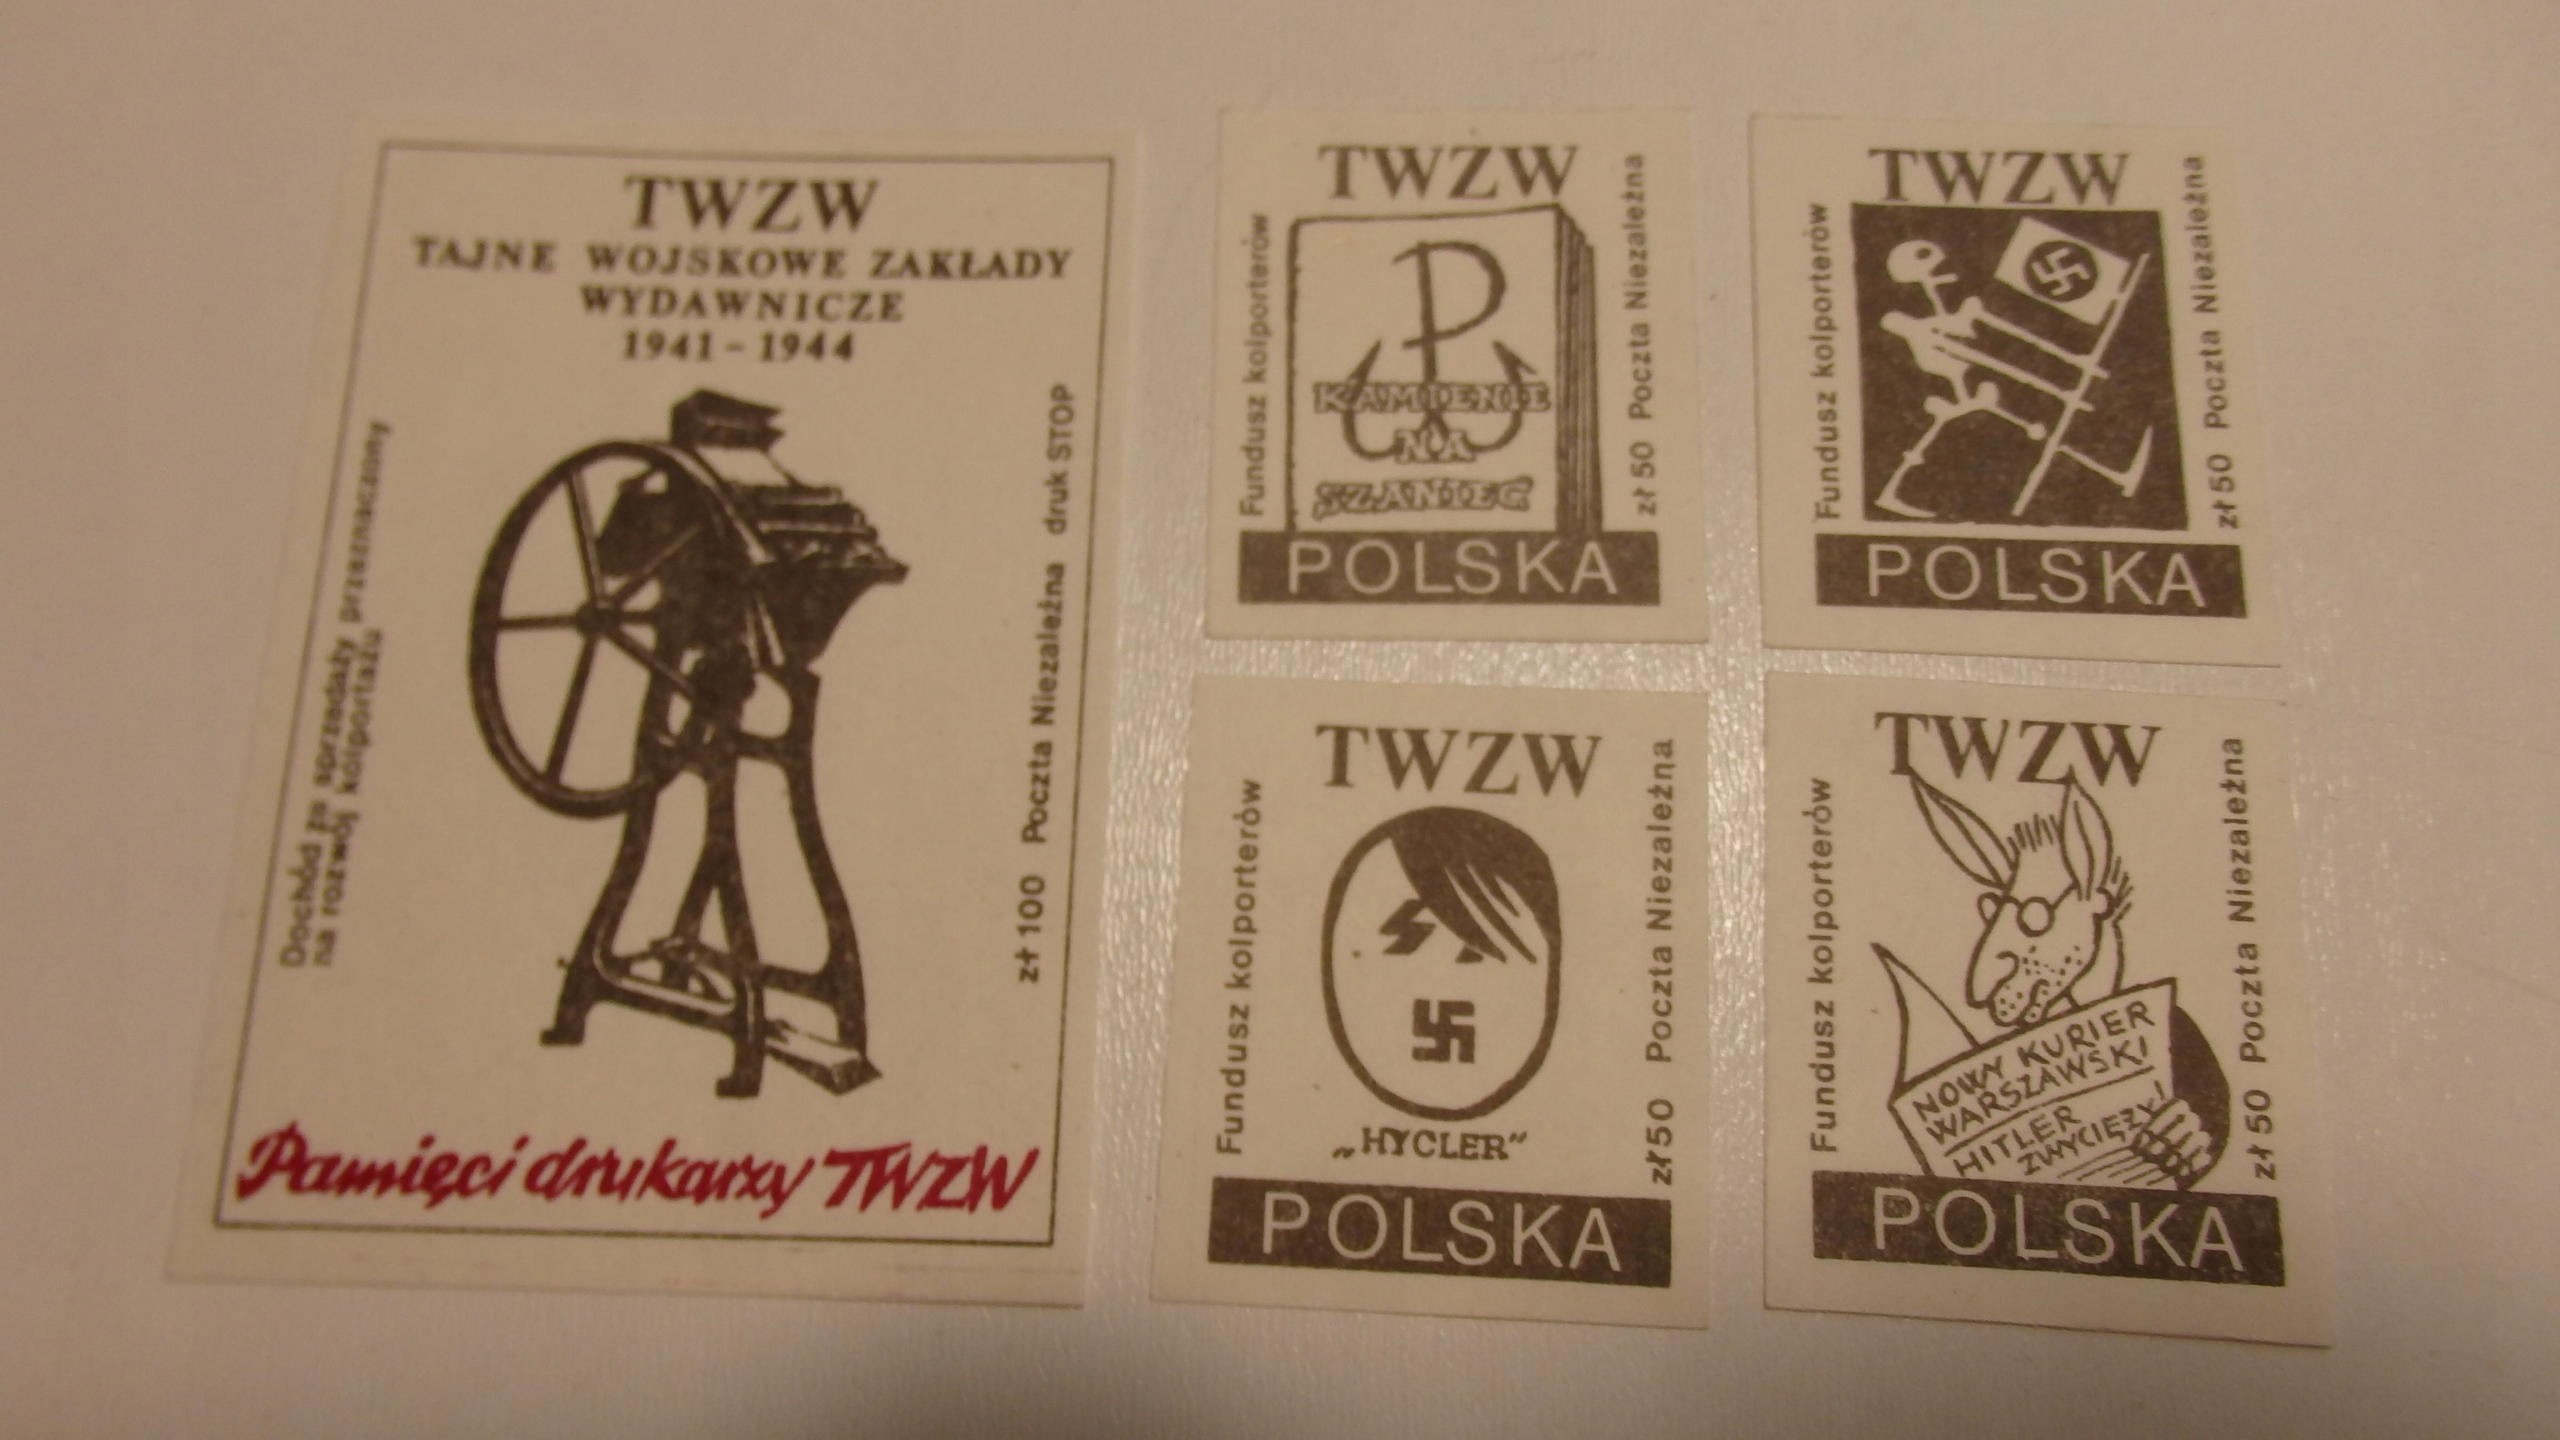 TWZW
TAJNE WOJSKOWE ZAKŁADY
WYDAWNICZE
1941 – 1944
Dochód ze sprzedaży przeznaczony
na rozwój kolportażu
zł 100 Poczta Niezależna druk STOP
Pamięci drukarzy TWZW
TWZW
Fundusz kolporterów
KAMIENIE
NA
SZANIEC
zł 50 Poczta Niezależna
POLSKA
TWZW
Fundusz kolporterów
zł 50 Poczta Niezależna
POLSKA
TWZW
Fundusz kolporterów
„HYCLER”
zł 50 Poczta Niezależna
POLSKA
TWZW
Fundusz kolporterów
NOWY KURIER
WARSZAWSKI
HITLER
ZWYCIĘŻY!
zł 50 Poczta Niezależna
POLSKA